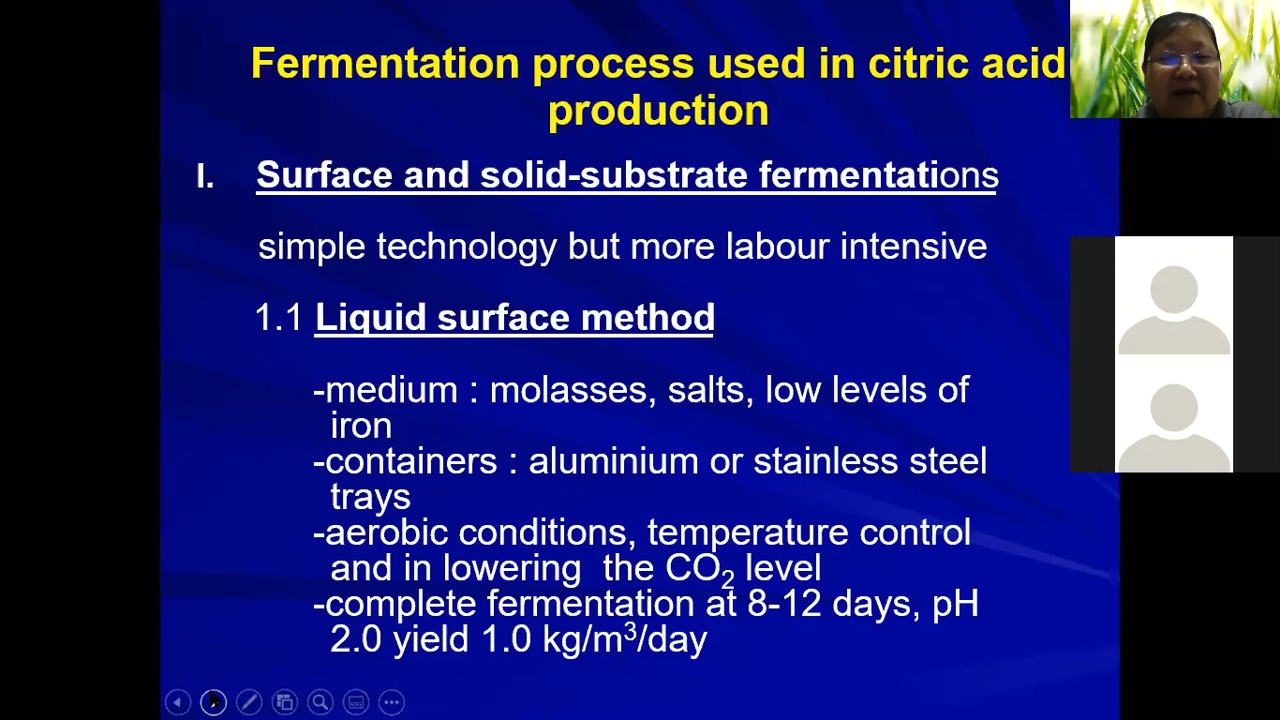 Fermentation process used in citric acid
production
I. Surface and solid-substrate fermentations
simple technology but more labour intensive
1.1 Liquid surface method
-medium : molasses, salts, low levels of
iron
-containers : aluminium or stainless steel
trays
-aerobic conditions, temperature control
and in lowering the CO₂ level
-complete fermentation at 8-12 days, pH
2.0 yield 1.0 kg/m³/day